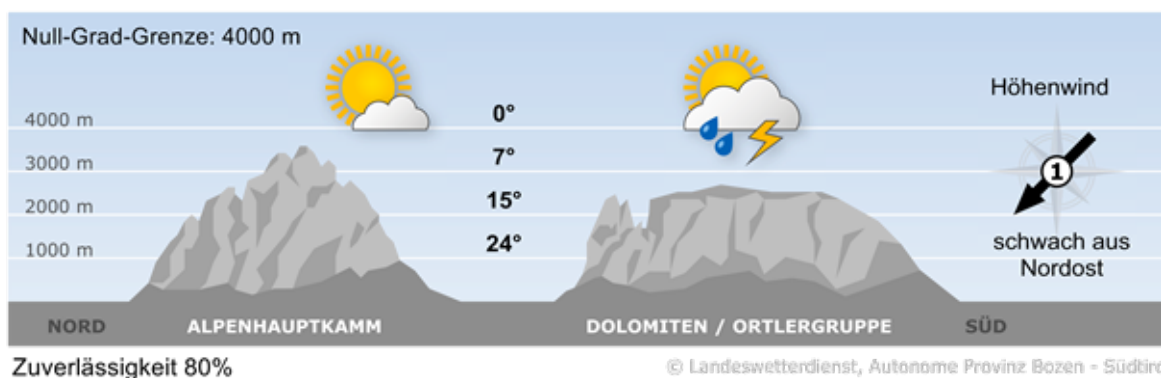 Null-Grad-Grenze: 4000 m
Höhenwind
4000 m
0°
3000 m
7°
1
2000 m
15°
1000 m
24°
schwach aus
Nordost
NORD
ALPENHAUPTKAMM
DOLOMITEN / ORTLERGRUPPE
SÜD
Zuverlässigkeit 80%
© Landeswetterdienst, Autonome Provinz Bozen - Südtiro